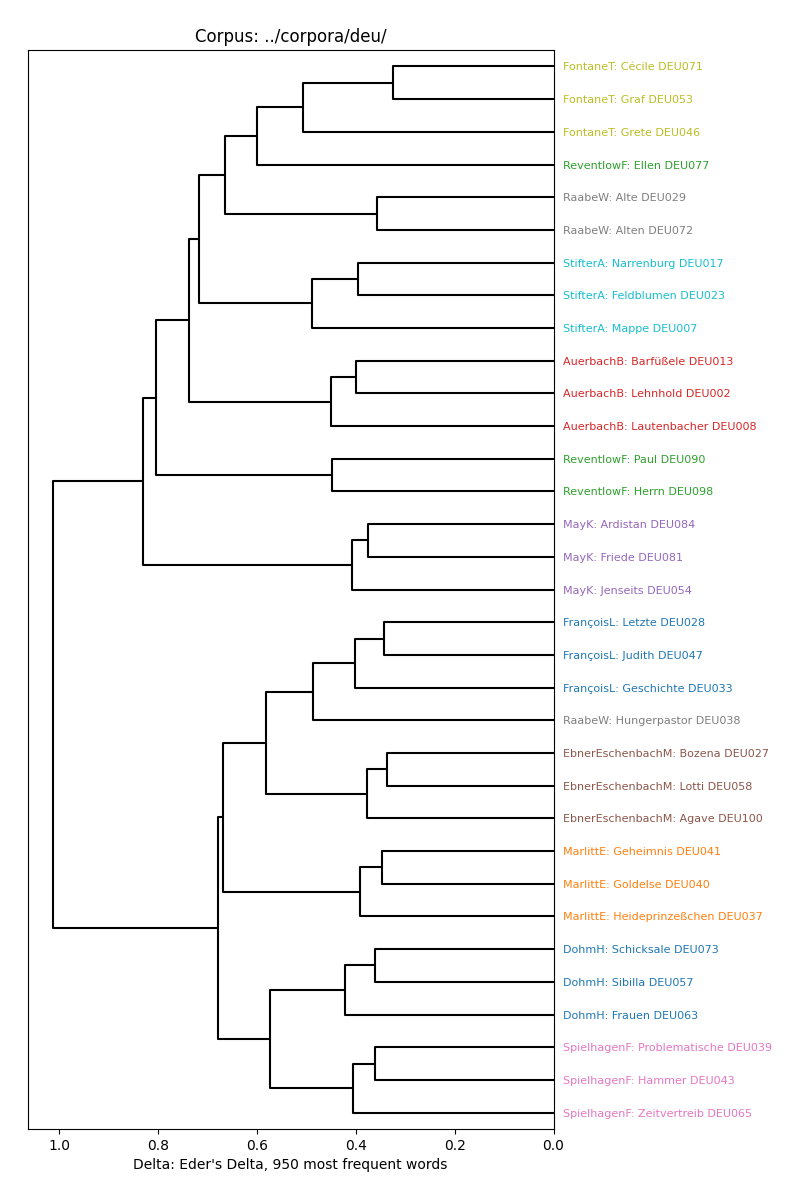 Corpus: ../corpora/deu/
FontaneT: Cécile DEU071
FontaneT: Graf DEU053
FontaneT: Grete DEU046
ReventlowF: Ellen DEU077
RaabeW: Alte DEU029
RaabeW: Alten DEU072
StifterA: Narrenburg DEU017
StifterA: Feldblumen DEU023
StifterA: Mappe DEU007
AuerbachB: Barfüßele DEU013
AuerbachB: Lehnhold DEU002
AuerbachB: Lautenbacher DEU008
ReventlowF: Paul DEU090
ReventlowF: Herrn DEU098
MayK: Ardistan DEU084
MayK: Friede DEU081
MayK: Jenseits DEU054
FrançoisL: Letzte DEU028
FrançoisL: Judith DEU047
FrançoisL: Geschichte DEU033
RaabeW: Hungerpastor DEU038
EbnerEschenbachM: Bozena DEU027
EbnerEschenbachM: Lotti DEU058
EbnerEschenbachM: Agave DEU100
MarlittE: Geheimnis DEU041
MarlittE: Goldelse DEU040
MarlittE: Heideprinzeßchen DEU037
DohmH: Schicksale DEU073
DohmH: Sibilla DEU057
DohmH: Frauen DEU063
SpielhagenF: Problematische DEU039
SpielhagenF: Hammer DEU043
SpielhagenF: Zeitvertreib DEU065
1.0 0.8 0.6 0.4 0.2 0.0
Delta: Eder's Delta, 950 most frequent words